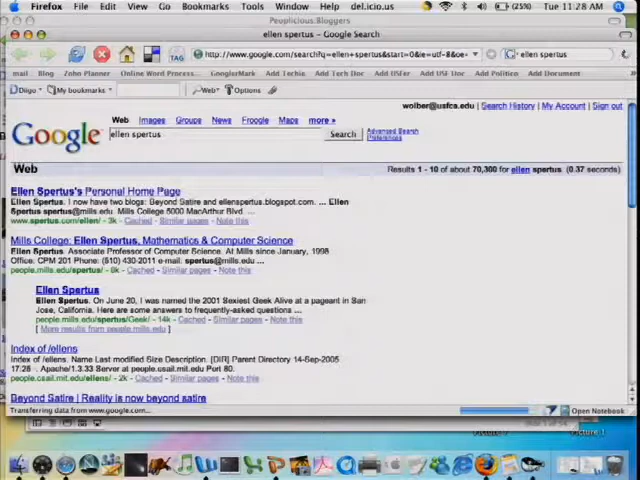 Firefox File Edit View Go Bookmarks Tools Window Help del.icio.us (25%) Tue 11:28 AM
Peoplicious.Bloggers
ellen spertus - Google Search
TAG http://www.google.com/search?q=ellen+spertus&start=0&ie=utf-8&oe= ellen spertus
mail Blog Zoho Planner Online Word Process... GooglerMark Add Techie Add Tech Doc Add USFer Add USF Doc Add Politico Add Document
Diigo My bookmarks Web Options
wolber@usfca.edu | Search History | My Account | Sign out
Web Images Groups News Froogle Maps more »
Google ellen spertus Search Advanced Search
Preferences
Web Results 1 - 10 of about 70,300 for ellen spertus. (0.37 seconds)
Ellen Spertus's Personal Home Page
Ellen Spertus. I now have two blogs: Beyond Satire and ellenspertus.blogspot.com. ... Ellen
Spertus spertus@mills.edu. Mills College 5000 MacArthur Blvd. ...
www.spertus.com/ellen/ - 3k - Cached - Similar pages - Note this
Mills College: Ellen Spertus, Mathematics & Computer Science
Ellen Spertus. Associate Professor of Computer Science. At Mills since January, 1998
Office: CPM 201 Phone: (510) 430-2011 e-mail: spertus@mills.edu ...
people.mills.edu/spertus/ - 6k - Cached - Similar pages - Note this
Ellen Spertus
Ellen Spertus. On June 20, I was named the 2001 Sexiest Geek Alive at a pageant in San
Jose, California. Here are some answers to frequently-asked questions ...
people.mills.edu/spertus/Geek/ - 14k - Cached - Similar pages - Note this
[ More results from people.mills.edu ]
Index of /ellens
Index of /ellens. Name Last modified Size Description. [DIR] Parent Directory 14-Sep-2005
17:28 - Apache/1.3.33 Server at people.csail.mit.edu Port 80.
people.csail.mit.edu/ellens/ - 2k - Cached - Similar pages - Note this
Beyond Satire | Reality is now beyond satire
Transferring data from www.google.com... Open Notebook